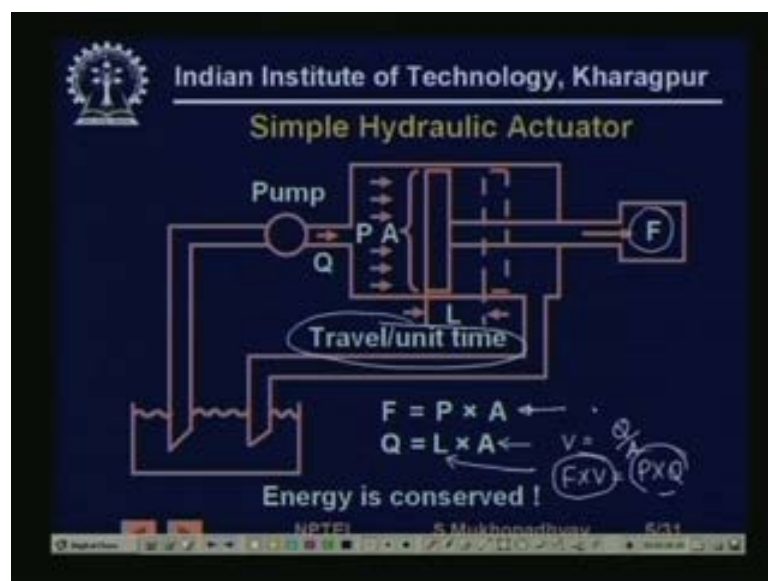 Indian Institute of Technology, Kharagpur
Simple Hydraulic Actuator
Pump
P A
F
Q
L
Travel/unit time
F = P × A
Q = L × A
V = Q/A
F×V = P×Q
Energy is conserved !
NPTEL S.Mukhopadhyay 5/31